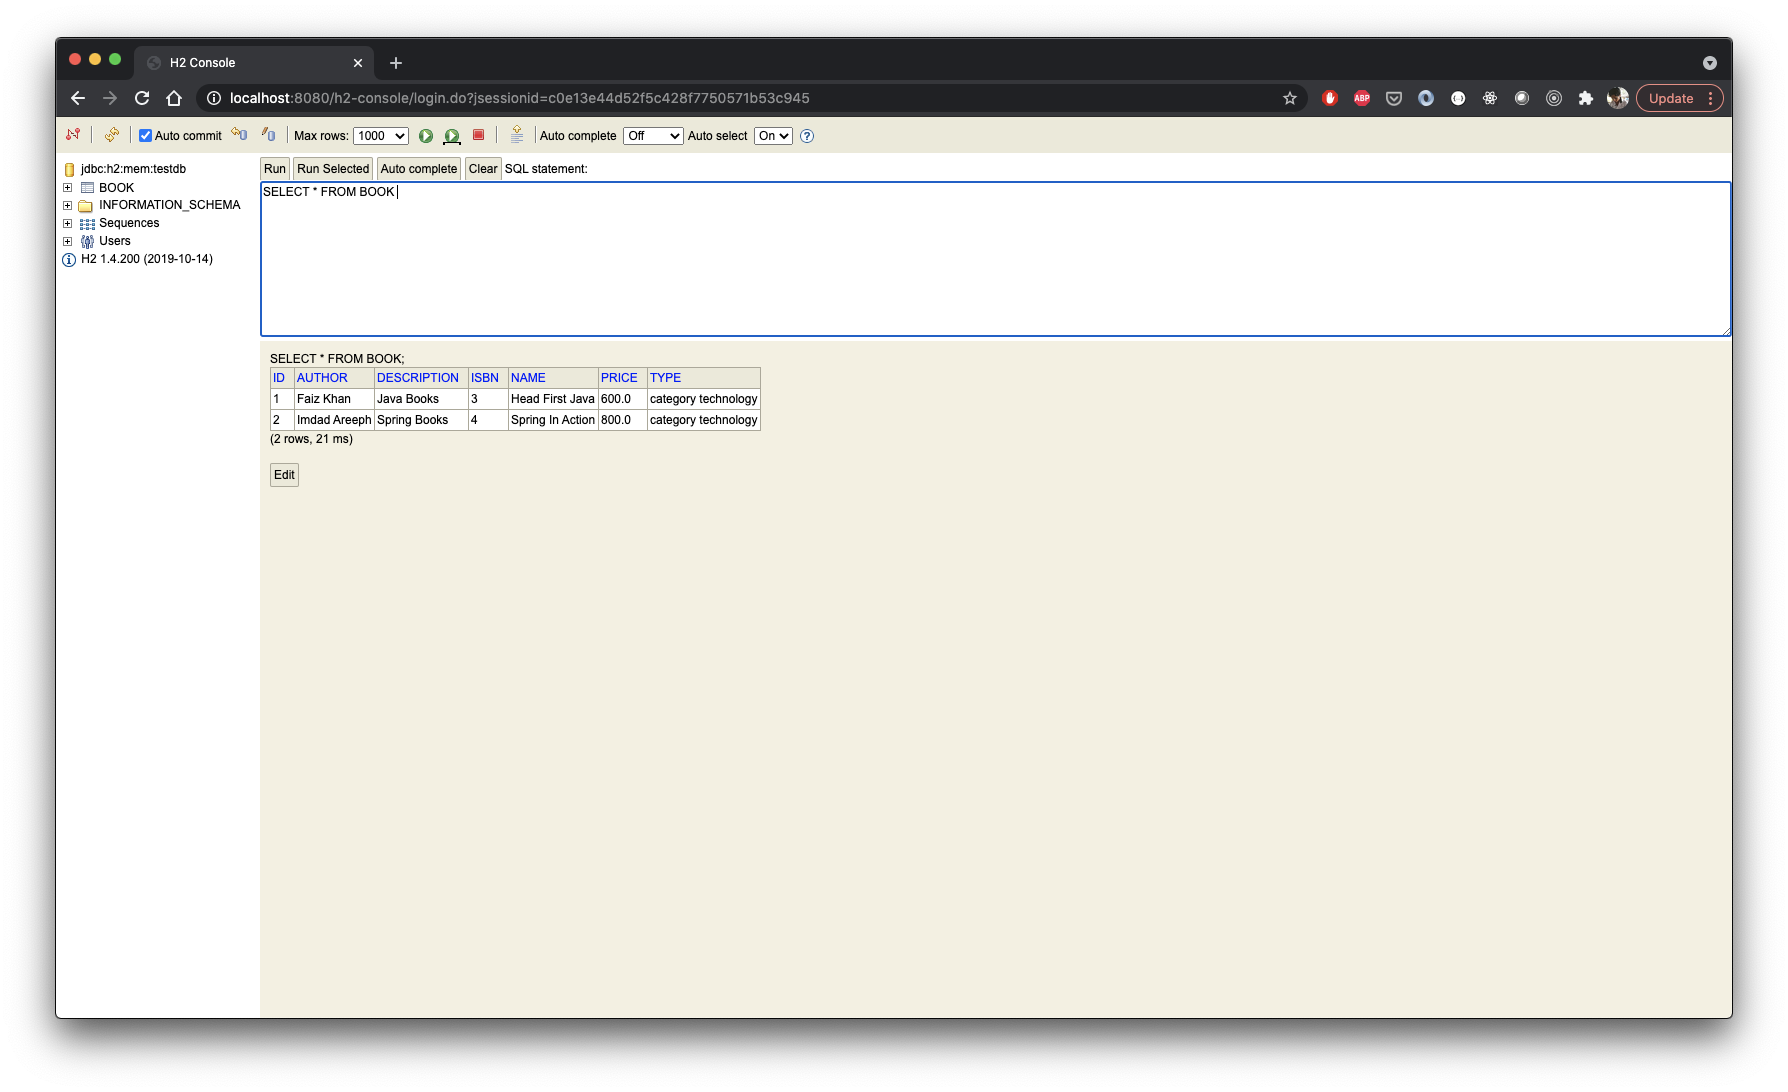 H2 Console
localhost:8080/h2-console/login.do?jsessionid=c0e13e44d52f5c428f7750571b53c945
ABP
Update
Auto commit
Max rows: 1000
Auto complete Off
Auto select On
jdbc:h2:mem:testdb
BOOK
INFORMATION_SCHEMA
Sequences
Users
H2 1.4.200 (2019-10-14)
Run Run Selected Auto complete Clear SQL statement:
SELECT * FROM BOOK
SELECT * FROM BOOK;
ID AUTHOR DESCRIPTION ISBN NAME PRICE TYPE
1 Faiz Khan Java Books 3 Head First Java 600.0 category technology
2 Imdad Areeph Spring Books 4 Spring In Action 800.0 category technology
(2 rows, 21 ms)
Edit